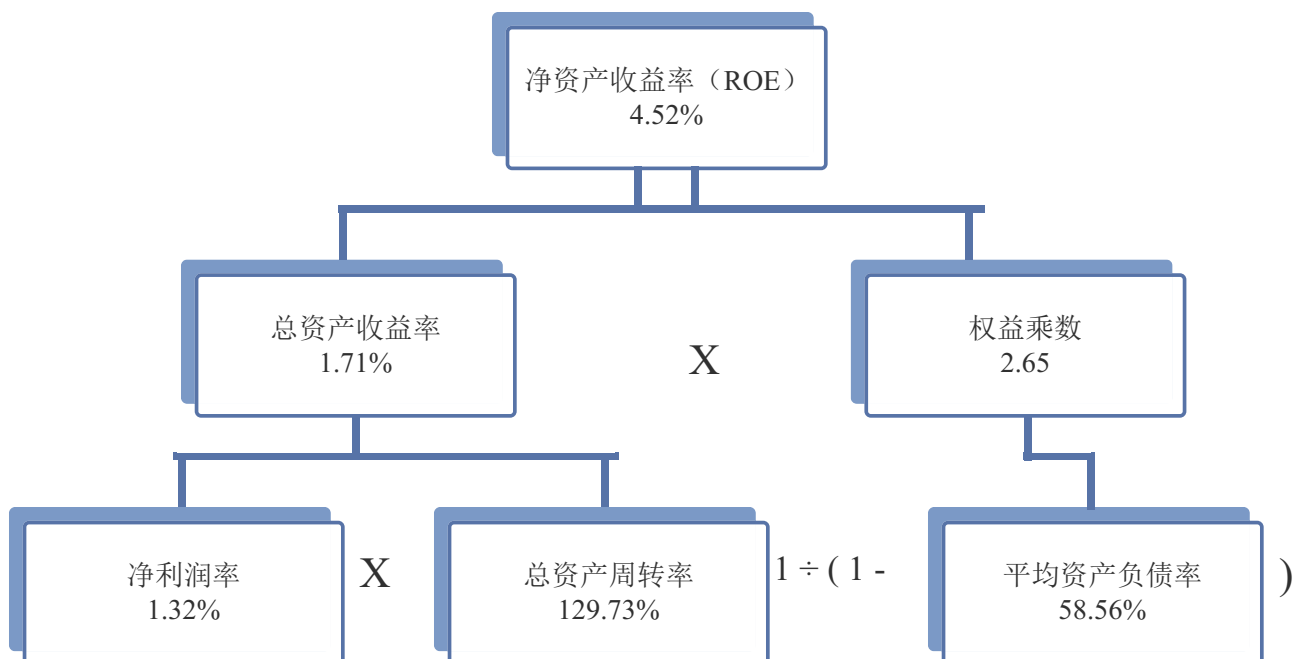 净资产收益率（ROE）
4.52%
总资产收益率
1.71%
X
权益乘数
2.65
净利润率
1.32%
X
总资产周转率
129.73%
1 ÷ ( 1 -
平均资产负债率
58.56%
)